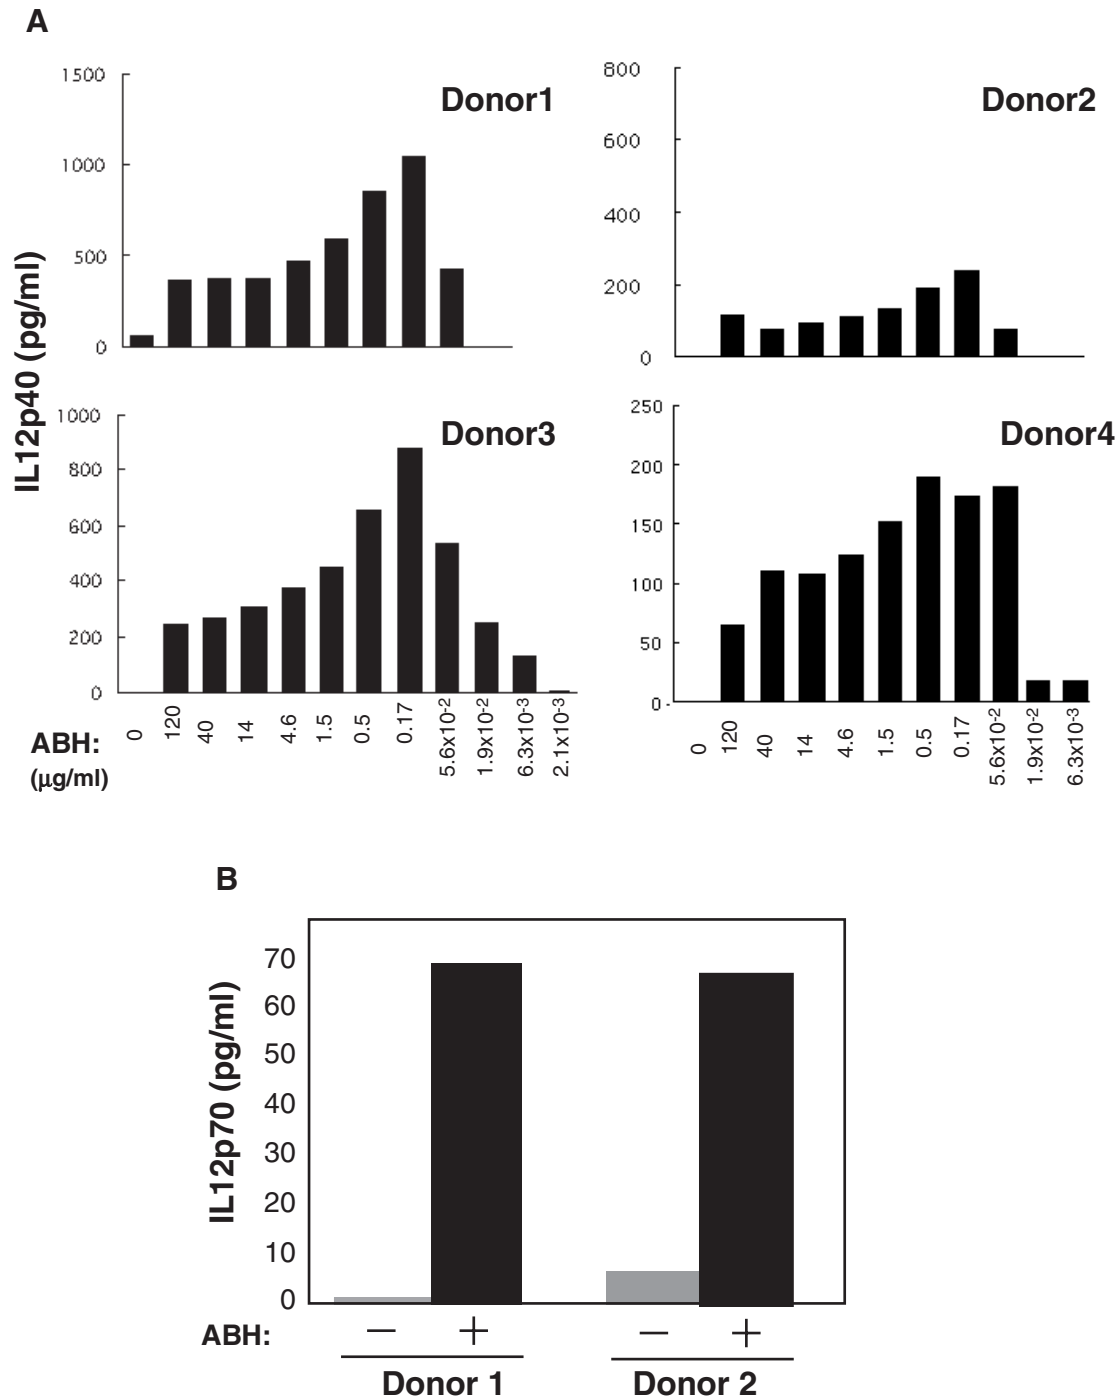 A
IL12p40 (pg/ml)
1500
1000
500
0
Donor1
800
600
400
200
0
Donor2
1000
800
600
400
200
0
Donor3
250
200
150
100
50
0
Donor4
ABH:
(μg/ml)
0 120 40 14 4.6 1.5 0.5 0.17 5.6x10⁻² 1.9x10⁻² 6.3x10⁻³ 2.1x10⁻³
0 120 40 14 4.6 1.5 0.5 0.17 5.6x10⁻² 1.9x10⁻² 6.3x10⁻³
B
IL12p70 (pg/ml)
70
60
50
40
30
20
10
0
ABH: — + — +
Donor 1 Donor 2